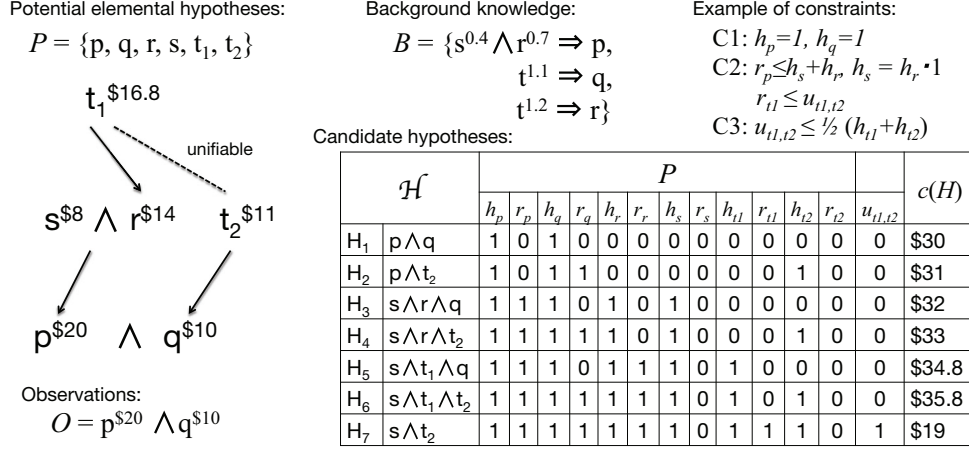 Potential elemental hypotheses:
P = {p, q, r, s, t₁, t₂}
t₁$16.8
unifiable
s$8 ∧ r$14 t₂$11
p$20 ∧ q$10
Observations:
O = p$20 ∧ q$10
Background knowledge:
B = {s0.4 ∧ r0.7 ⇒ p,
t1.1 ⇒ q,
t1.2 ⇒ r}
Example of constraints:
C1: hp=1, hq=1
C2: rp≤hs+hr, hs = hr·1
rt1 ≤ ut1,t2
C3: ut1,t2 ≤ ½ (ht1+ht2)
Candidate hypotheses:
ℋ P c(H)
hp rp hq rq hr rr hs rs ht1 rt1 ht2 rt2 ut1,t2
H₁ p∧q 1 0 1 0 0 0 0 0 0 0 0 0 0 $30
H₂ p∧t₂ 1 0 1 1 0 0 0 0 0 0 1 0 0 $31
H₃ s∧r∧q 1 1 1 0 1 0 1 0 0 0 0 0 0 $32
H₄ s∧r∧t₂ 1 1 1 1 1 0 1 0 0 0 1 0 0 $33
H₅ s∧t₁∧q 1 1 1 0 1 1 1 0 1 0 0 0 0 $34.8
H₆ s∧t₁∧t₂ 1 1 1 1 1 1 1 0 1 0 1 0 0 $35.8
H₇ s∧t₂ 1 1 1 1 1 1 1 0 1 1 1 0 1 $19